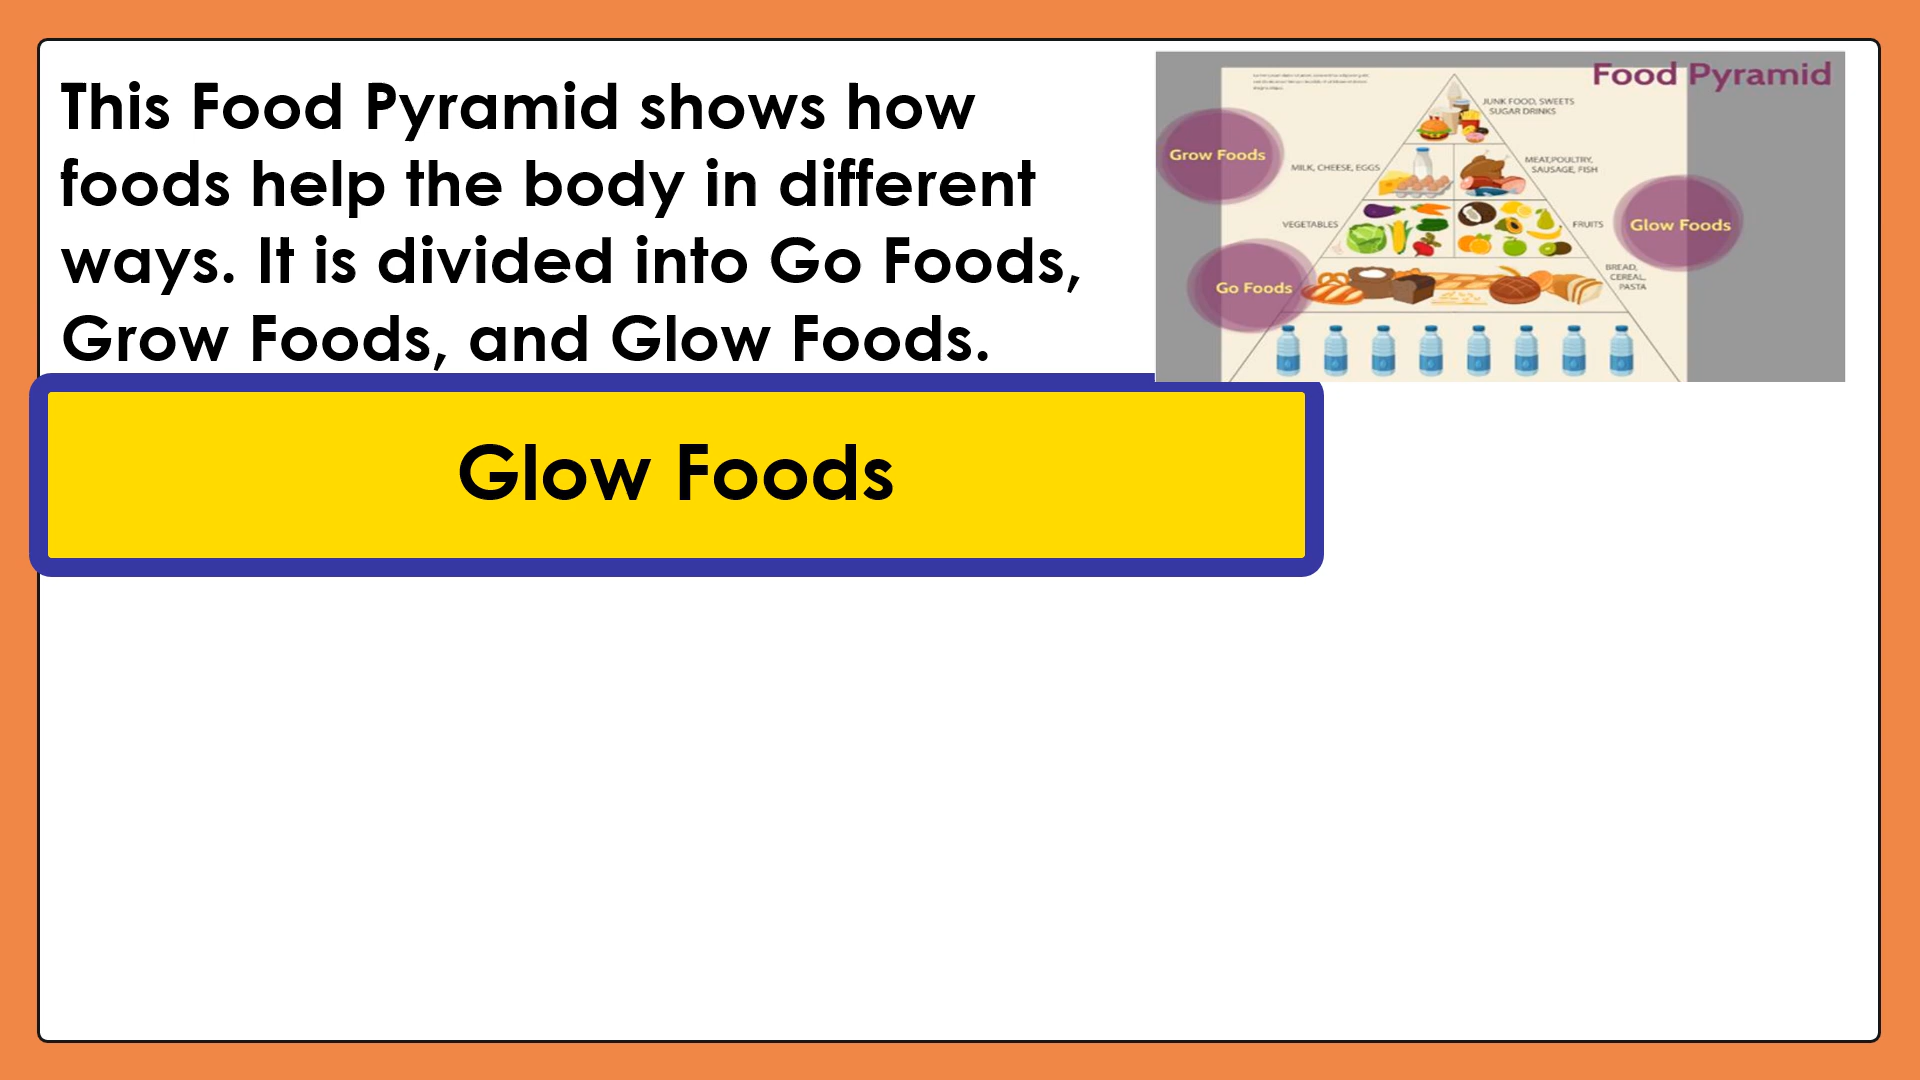 This Food Pyramid shows how
foods help the body in different
ways. It is divided into Go Foods,
Grow Foods, and Glow Foods.
Food Pyramid
JUNK FOOD, SWEETS
SUGAR DRINKS
Grow Foods
MILK, CHEESE, EGGS
MEAT,POULTRY,
SAUSAGE, FISH
VEGETABLES
FRUITS
Glow Foods
BREAD,
CEREAL,
PASTA
Go Foods
Glow Foods